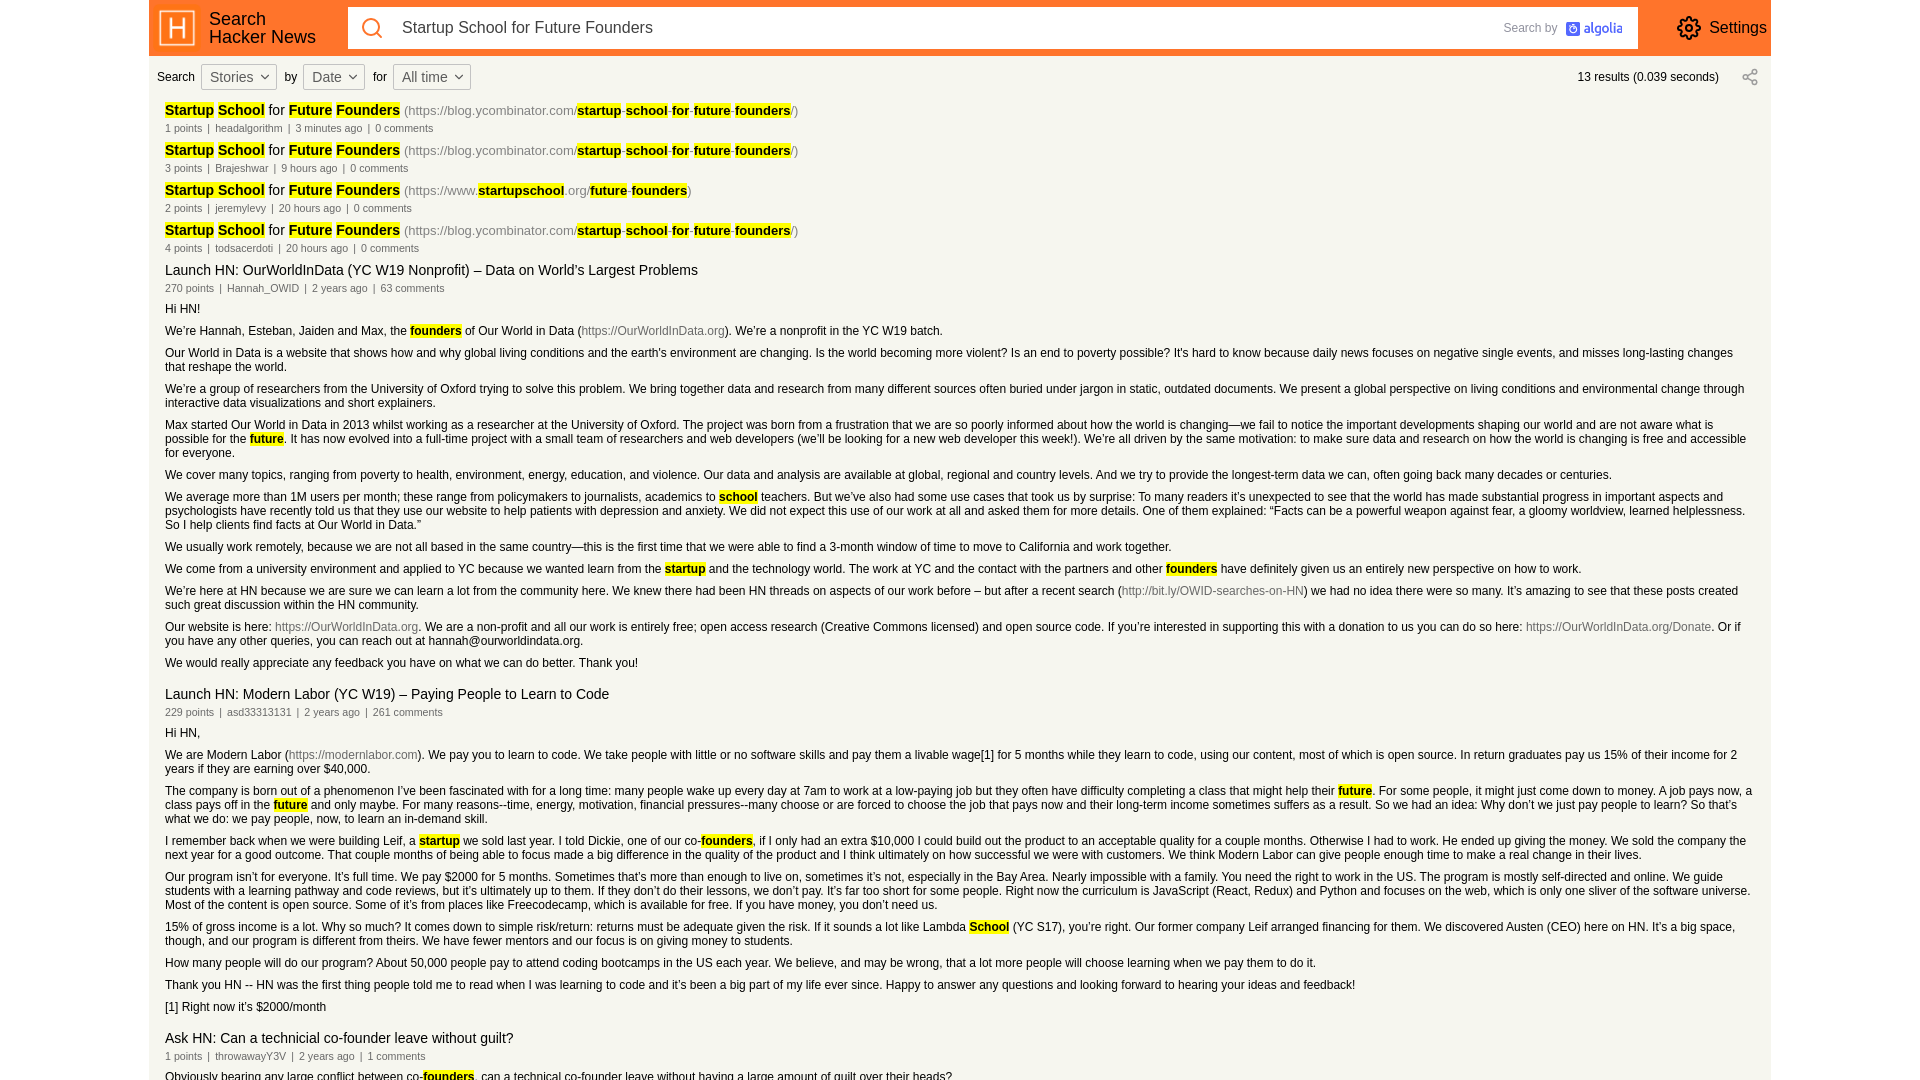 Search
Hacker News
Startup School for Future Founders
Search by algolia
Settings
Search Stories by Date for All time
13 results (0.039 seconds)
Startup School for Future Founders (https://blog.ycombinator.com/startup-school-for-future-founders/)
1 points | headalgorithm | 3 minutes ago | 0 comments
Startup School for Future Founders (https://blog.ycombinator.com/startup-school-for-future-founders/)
3 points | Brajeshwar | 9 hours ago | 0 comments
Startup School for Future Founders (https://www.startupschool.org/future-founders)
2 points | jeremylevy | 20 hours ago | 0 comments
Startup School for Future Founders (https://blog.ycombinator.com/startup-school-for-future-founders/)
4 points | todsacerdoti | 20 hours ago | 0 comments
Launch HN: OurWorldInData (YC W19 Nonprofit) – Data on World’s Largest Problems
270 points | Hannah_OWID | 2 years ago | 63 comments
Hi HN!
We’re Hannah, Esteban, Jaiden and Max, the founders of Our World in Data (https://OurWorldInData.org). We’re a nonprofit in the YC W19 batch.
Our World in Data is a website that shows how and why global living conditions and the earth's environment are changing. Is the world becoming more violent? Is an end to poverty possible? It's hard to know because daily news focuses on negative single events, and misses long-lasting changes
that reshape the world.
We’re a group of researchers from the University of Oxford trying to solve this problem. We bring together data and research from many different sources often buried under jargon in static, outdated documents. We present a global perspective on living conditions and environmental change through
interactive data visualizations and short explainers.
Max started Our World in Data in 2013 whilst working as a researcher at the University of Oxford. The project was born from a frustration that we are so poorly informed about how the world is changing—we fail to notice the important developments shaping our world and are not aware what is
possible for the future. It has now evolved into a full-time project with a small team of researchers and web developers (we’ll be looking for a new web developer this week!). We’re all driven by the same motivation: to make sure data and research on how the world is changing is free and accessible
for everyone.
We cover many topics, ranging from poverty to health, environment, energy, education, and violence. Our data and analysis are available at global, regional and country levels. And we try to provide the longest-term data we can, often going back many decades or centuries.
We average more than 1M users per month; these range from policymakers to journalists, academics to school teachers. But we’ve also had some use cases that took us by surprise: To many readers it’s unexpected to see that the world has made substantial progress in important aspects and
psychologists have recently told us that they use our website to help patients with depression and anxiety. We did not expect this use of our work at all and asked them for more details. One of them explained: “Facts can be a powerful weapon against fear, a gloomy worldview, learned helplessness.
So I help clients find facts at Our World in Data.”
We usually work remotely, because we are not all based in the same country—this is the first time that we were able to find a 3-month window of time to move to California and work together.
We come from a university environment and applied to YC because we wanted learn from the startup and the technology world. The work at YC and the contact with the partners and other founders have definitely given us an entirely new perspective on how to work.
We’re here at HN because we are sure we can learn a lot from the community here. We knew there had been HN threads on aspects of our work before – but after a recent search (http://bit.ly/OWID-searches-on-HN) we had no idea there were so many. It’s amazing to see that these posts created
such great discussion within the HN community.
Our website is here: https://OurWorldInData.org. We are a non-profit and all our work is entirely free; open access research (Creative Commons licensed) and open source code. If you’re interested in supporting this with a donation to us you can do so here: https://OurWorldInData.org/Donate. Or if
you have any other queries, you can reach out at hannah@ourworldindata.org.
We would really appreciate any feedback you have on what we can do better. Thank you!
Launch HN: Modern Labor (YC W19) – Paying People to Learn to Code
229 points | asd33313131 | 2 years ago | 261 comments
Hi HN,
We are Modern Labor (https://modernlabor.com). We pay you to learn to code. We take people with little or no software skills and pay them a livable wage[1] for 5 months while they learn to code, using our content, most of which is open source. In return graduates pay us 15% of their income for 2
years if they are earning over $40,000.
The company is born out of a phenomenon I’ve been fascinated with for a long time: many people wake up every day at 7am to work at a low-paying job but they often have difficulty completing a class that might help their future. For some people, it might just come down to money. A job pays now, a
class pays off in the future and only maybe. For many reasons--time, energy, motivation, financial pressures--many choose or are forced to choose the job that pays now and their long-term income sometimes suffers as a result. So we had an idea: Why don’t we just pay people to learn? So that’s
what we do: we pay people, now, to learn an in-demand skill.
I remember back when we were building Leif, a startup we sold last year. I told Dickie, one of our co-founders, if I only had an extra $10,000 I could build out the product to an acceptable quality for a couple months. Otherwise I had to work. He ended up giving the money. We sold the company the
next year for a good outcome. That couple months of being able to focus made a big difference in the quality of the product and I think ultimately on how successful we were with customers. We think Modern Labor can give people enough time to make a real change in their lives.
Our program isn’t for everyone. It’s full time. We pay $2000 for 5 months. Sometimes that’s more than enough to live on, sometimes it’s not, especially in the Bay Area. Nearly impossible with a family. You need the right to work in the US. The program is mostly self-directed and online. We guide
students with a learning pathway and code reviews, but it’s ultimately up to them. If they don’t do their lessons, we don’t pay. It’s far too short for some people. Right now the curriculum is JavaScript (React, Redux) and Python and focuses on the web, which is only one sliver of the software universe.
Most of the content is open source. Some of it’s from places like Freecodecamp, which is available for free. If you have money, you don’t need us.
15% of gross income is a lot. Why so much? It comes down to simple risk/return: returns must be adequate given the risk. If it sounds a lot like Lambda School (YC S17), you’re right. Our former company Leif arranged financing for them. We discovered Austen (CEO) here on HN. It’s a big space,
though, and our program is different from theirs. We have fewer mentors and our focus is on giving money to students.
How many people will do our program? About 50,000 people pay to attend coding bootcamps in the US each year. We believe, and may be wrong, that a lot more people will choose learning when we pay them to do it.
Thank you HN -- HN was the first thing people told me to read when I was learning to code and it’s been a big part of my life ever since. Happy to answer any questions and looking forward to hearing your ideas and feedback!
[1] Right now it’s $2000/month
Ask HN: Can a technicial co-founder leave without guilt?
1 points | throwawayY3V | 2 years ago | 1 comments
Obviously bearing any large conflict between co-founders, can a technical co-founder leave without having a large amount of guilt over their heads?